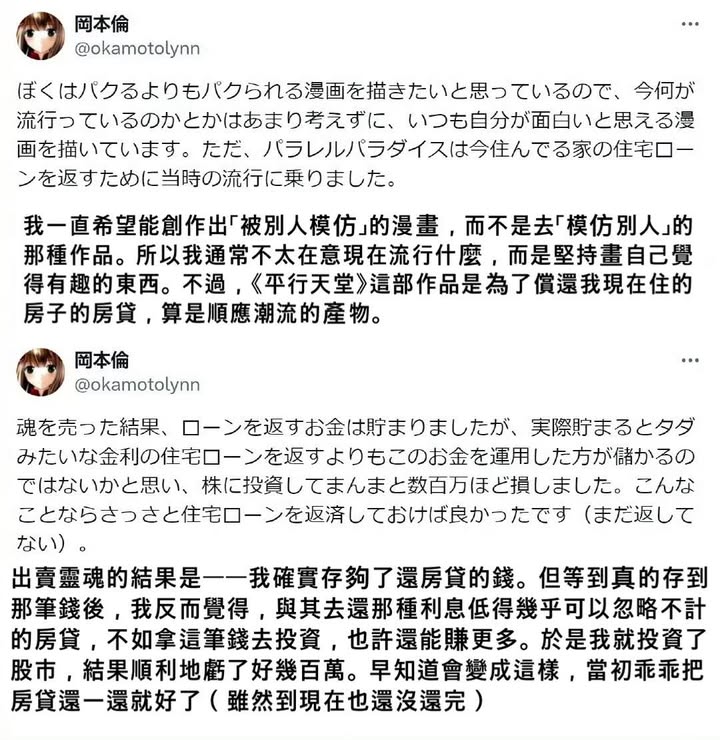 岡本倫
@okamotolynn
ぼくはパクるよりもパクられる漫画を描きたいと思っているので、今何が
流行っているのかとかはあまり考えずに、いつも自分が面白いと思える漫
画を描いています。ただ、パラレルパラダイスは今住んでる家の住宅ロー
ンを返すために当時の流行に乗りました。
我一直希望能創作出「被別人模仿」的漫畫，而不是去「模仿別人」的
那種作品。所以我通常不太在意現在流行什麼，而是堅持畫自己覺
得有趣的東西。不過，《平行天堂》這部作品是為了償還我現在住的
房子的房貸，算是順應潮流的產物。
岡本倫
@okamotolynn
魂を売った結果、ローンを返すお金は貯まりましたが、実際貯まるとタダ
みたいな金利の住宅ローンを返すよりもこのお金を運用した方が儲かるの
ではないかと思い、株に投資してまんまと数百万ほど損しました。こんな
ことならさっさと住宅ローンを返済しておけば良かったです（まだ返して
ない）。
出賣靈魂的結果是——我確實存夠了還房貸的錢。但等到真的存到
那筆錢後，我反而覺得，與其去還那種利息低得幾乎可以忽略不計
的房貸，不如拿這筆錢去投資，也許還能賺更多。於是我就投資了
股市，結果順利地虧了好幾百萬。早知道會變成這樣，當初乖乖把
房貸還一還就好了（雖然到現在也還沒還完）